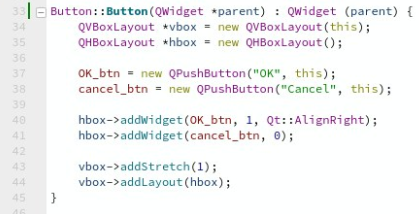 33 Button::Button(QWidget *parent) : QWidget (parent) {
34 QVBoxLayout *vbox = new QVBoxLayout(this);
35 QHBoxLayout *hbox = new QHBoxLayout();
36
37 OK_btn = new QPushButton("OK", this);
38 cancel_btn = new QPushButton("Cancel", this);
39
40 hbox->addWidget(OK_btn, 1, Qt::AlignRight);
41 hbox->addWidget(cancel_btn, 0);
42
43 vbox->addStretch(1);
44 vbox->addLayout(hbox);
45 }